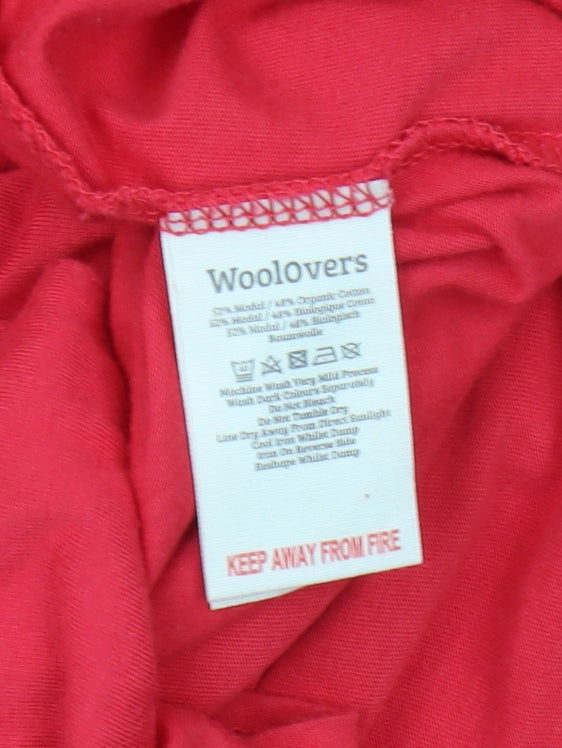 WoolOvers
52% Modal / 48% Organic Cotton
52% Modal / 48% Biologique Coton
52% Modal / 48% Biologisch
Baumwolle
Machine Wash Very Mild Process
Wash Dark Colours Separately
Do Not Bleach
Do Not Tumble Dry
Line Dry Away From Direct Sunlight
Cool Iron Whilst Damp
Iron On Reverse Side
Reshape Whilst Damp
KEEP AWAY FROM FIRE